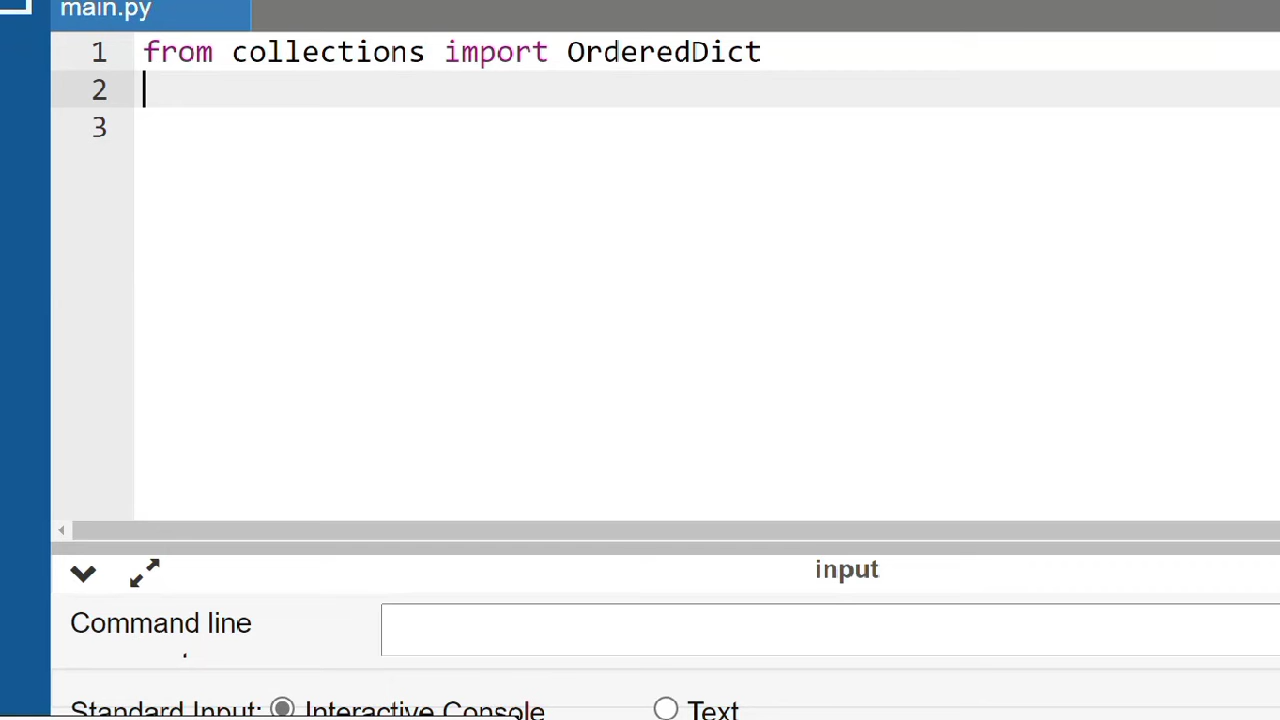 main.py
1 from collections import OrderedDict
2
3
input
Command line
Standard Input: Interactive Console Text